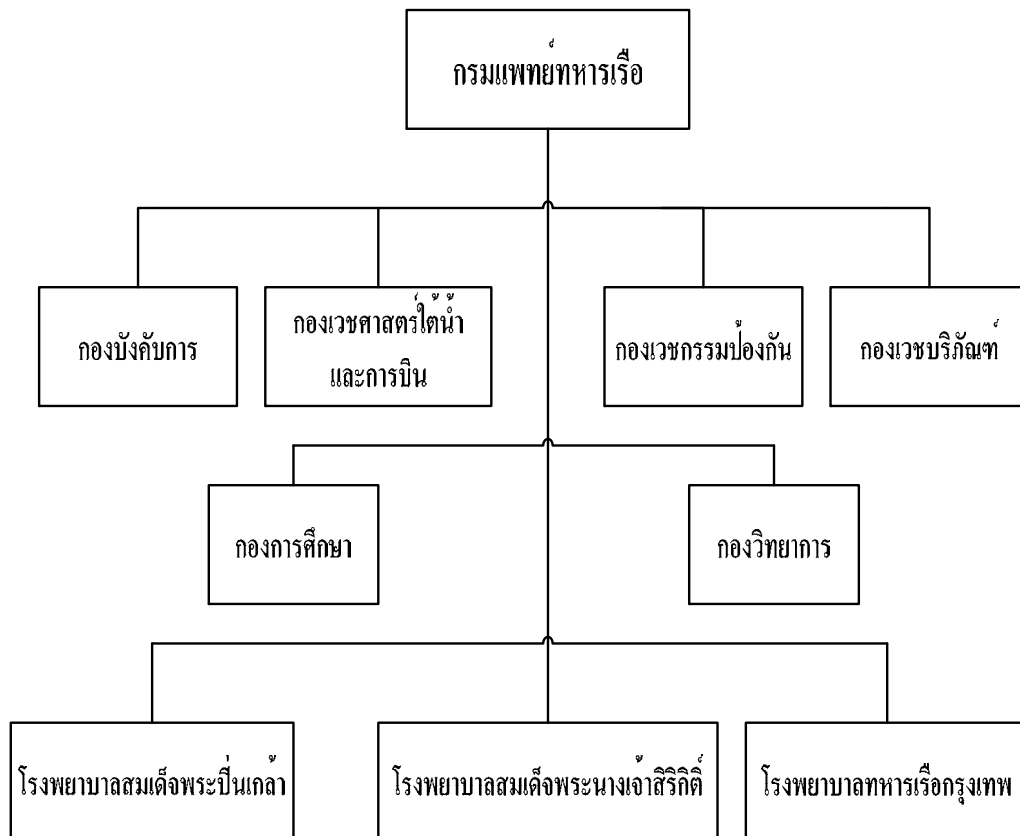 กรมแพทย์ทหารเรือ
กองบังคับการ
กองเวชศาสตร์ใต้น้ำ
และการบิน
กองเวชกรรมป้องกัน
กองเวชบริภัณฑ์
กองการศึกษา
กองวิทยาการ
โรงพยาบาลสมเด็จพระปิ่นเกล้า
โรงพยาบาลสมเด็จพระนางเจ้าสิริกิติ์
โรงพยาบาลทหารเรือกรุงเทพ